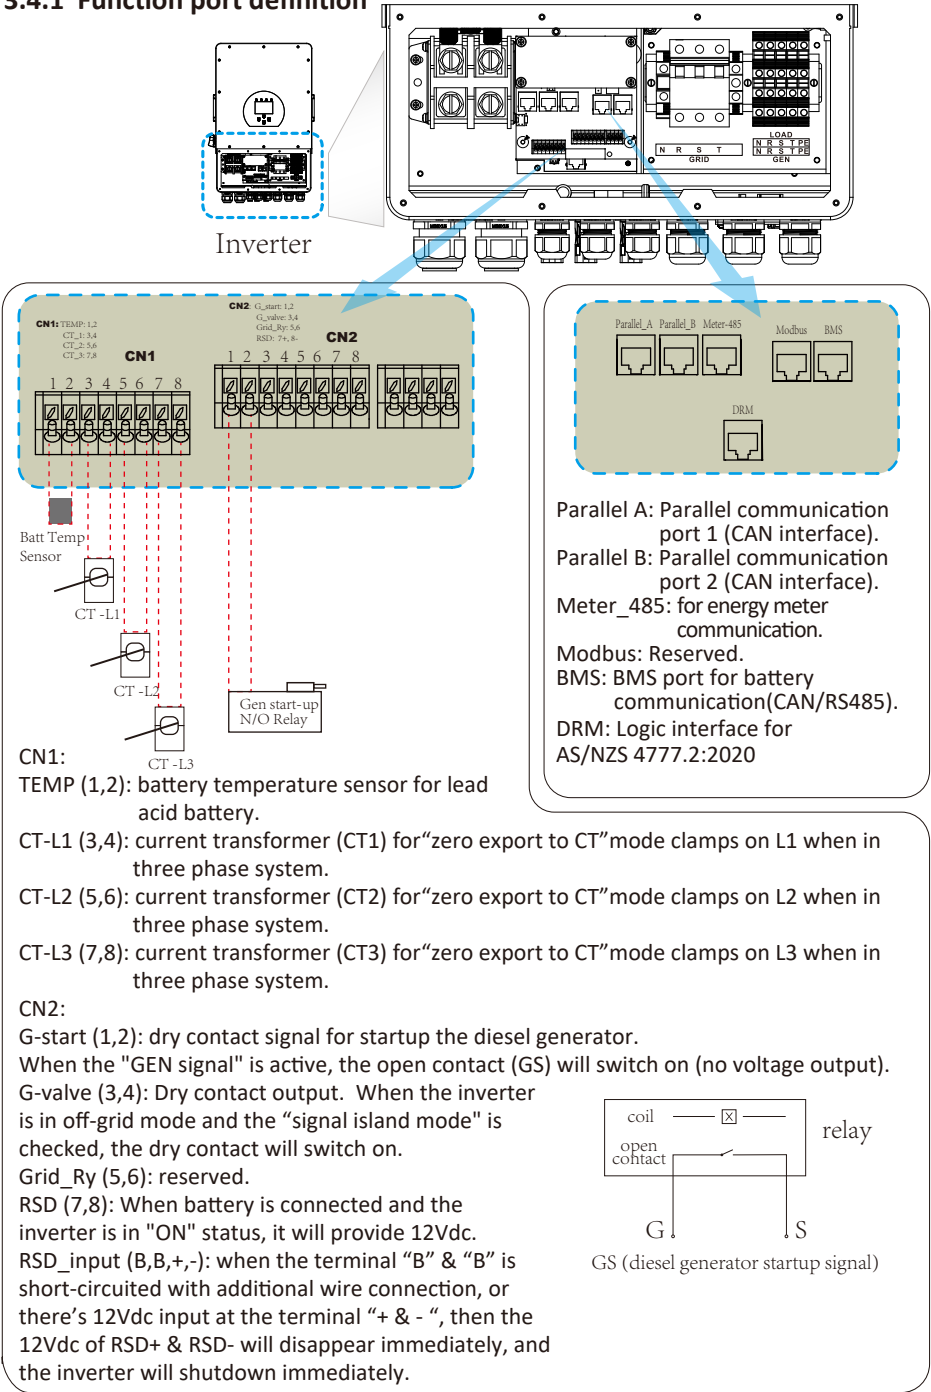 3.4.1 Function port definition
LOAD
N R S T PE
N R S T PE
GEN
N R S T
GRID
Inverter
CN1: TEMP: 1,2
CT_1: 3,4
CT_2: 5,6
CT_3: 7,8
CN1
1 2 3 4 5 6 7 8
CN2: G_start: 1,2
G_valve: 3,4
Grid_Ry: 5,6
RSD: 7+, 8-
CN2
1 2 3 4 5 6 7 8
Batt Temp
Sensor
CT -L1
CT -L2
CT -L3
Gen start-up
N/O Relay
Parallel_A Parallel_B Meter-485
Modbus BMS
DRM
Parallel A: Parallel communication
port 1 (CAN interface).
Parallel B: Parallel communication
port 2 (CAN interface).
Meter_485: for energy meter
communication.
Modbus: Reserved.
BMS: BMS port for battery
communication(CAN/RS485).
DRM: Logic interface for
AS/NZS 4777.2:2020
CN1:
TEMP (1,2): battery temperature sensor for lead
acid battery.
CT-L1 (3,4): current transformer (CT1) for“zero export to CT”mode clamps on L1 when in
three phase system.
CT-L2 (5,6): current transformer (CT2) for“zero export to CT”mode clamps on L2 when in
three phase system.
CT-L3 (7,8): current transformer (CT3) for“zero export to CT”mode clamps on L3 when in
three phase system.
CN2:
G-start (1,2): dry contact signal for startup the diesel generator.
When the "GEN signal" is active, the open contact (GS) will switch on (no voltage output).
G-valve (3,4): Dry contact output. When the inverter
is in off-grid mode and the “signal island mode" is
checked, the dry contact will switch on.
Grid_Ry (5,6): reserved.
RSD (7,8): When battery is connected and the
inverter is in "ON" status, it will provide 12Vdc.
RSD_input (B,B,+,-): when the terminal “B” & “B” is
short-circuited with additional wire connection, or
there’s 12Vdc input at the terminal “+ & - “, then the
12Vdc of RSD+ & RSD- will disappear immediately, and
the inverter will shutdown immediately.
coil
open
contact
relay
G S
GS (diesel generator startup signal)